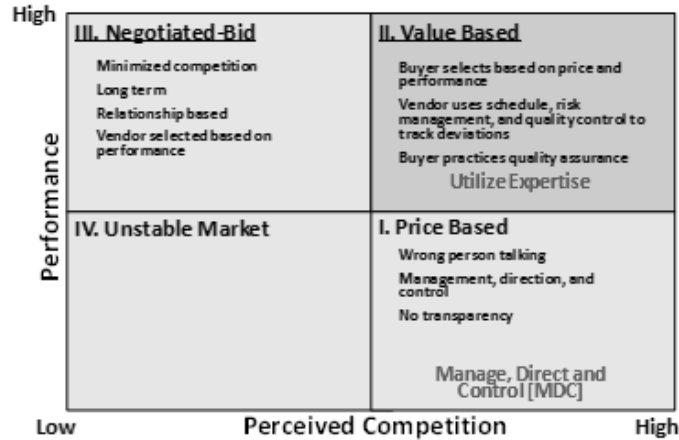 High
III. Negotiated-Bid
Minimized competition
Long term
Relationship based
Vendor selected based on
performance
II. Value Based
Buyer selects based on price and
performance
Vendor uses schedule, risk
management, and quality control to
track deviations
Buyer practices quality assurance
Utilize Expertise
Performance
IV. Unstable Market
I. Price Based
Wrong person talking
Management, direction, and
control
No transparency
Manage, Direct and
Control [MDC]
Low
Perceived Competition
High